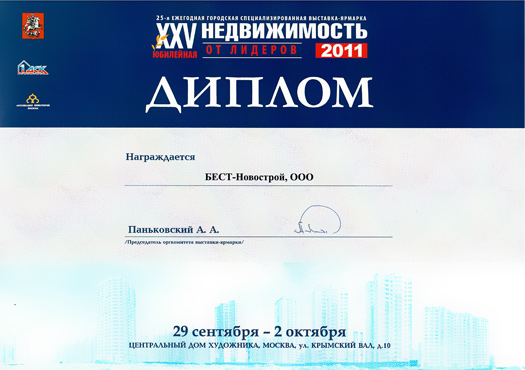 25-я ЕЖЕГОДНАЯ ГОРОДСКАЯ СПЕЦИАЛИЗИРОВАННАЯ ВЫСТАВКА-ЯРМАРКА
XXV НЕДВИЖИМОСТЬ
ЮБИЛЕЙНАЯ ОТ ЛИДЕРОВ 2011
ДИПЛОМ
Награждается
БЕСТ-Новострой, ООО
Паньковский А. А.
/Председатель оргкомитета выставки-ярмарки/
29 сентября – 2 октября
ЦЕНТРАЛЬНЫЙ ДОМ ХУДОЖНИКА, МОСКВА, ул. КРЫМСКИЙ ВАЛ, д.10